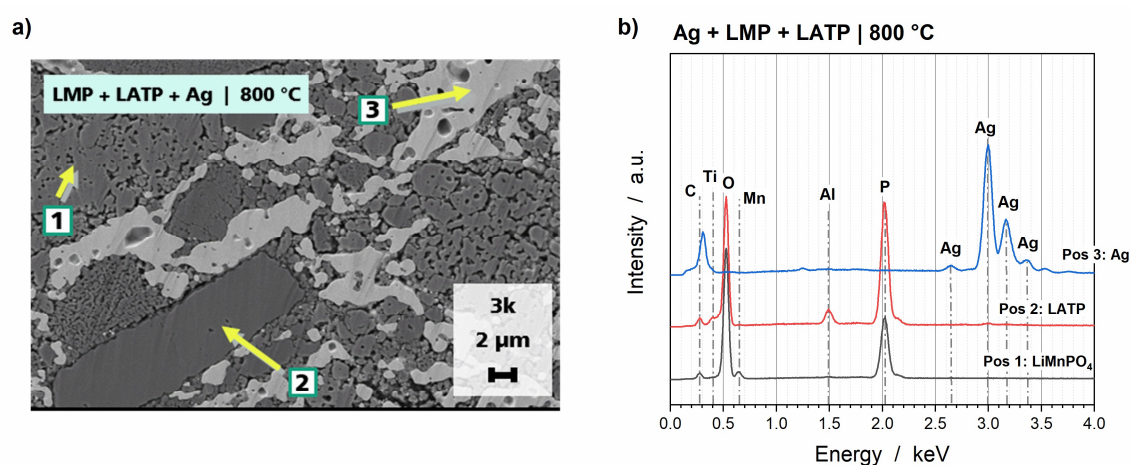 a)
LMP + LATP + Ag | 800 °C
1
2
3
3k
2 µm
b)
Ag + LMP + LATP | 800 °C
Intensity / a.u.
C
Ti
O
Mn
Al
P
Ag
Ag
Ag
Ag
Pos 3: Ag
Pos 2: LATP
Pos 1: LiMnPO₄
0.0 0.5 1.0 1.5 2.0 2.5 3.0 3.5 4.0
Energy / keV